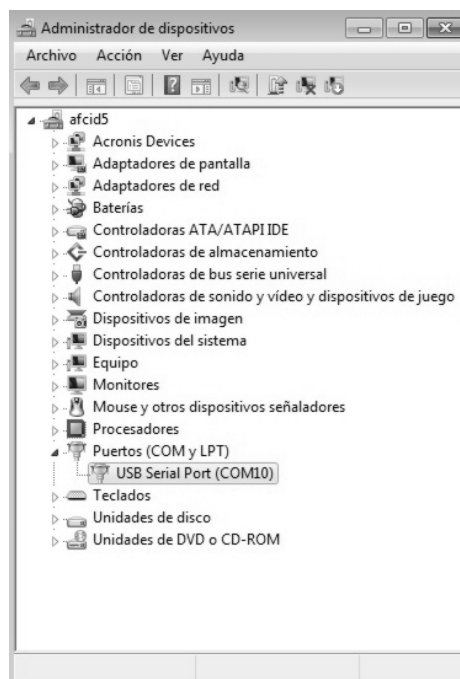 Administrador de dispositivos
Archivo Acción Ver Ayuda
afcid5
Acronis Devices
Adaptadores de pantalla
Adaptadores de red
Baterías
Controladoras ATA/ATAPI IDE
Controladoras de almacenamiento
Controladoras de bus serie universal
Controladoras de sonido y vídeo y dispositivos de juego
Dispositivos de imagen
Dispositivos del sistema
Equipo
Monitores
Mouse y otros dispositivos señaladores
Procesadores
Puertos (COM y LPT)
USB Serial Port (COM10)
Teclados
Unidades de disco
Unidades de DVD o CD-ROM